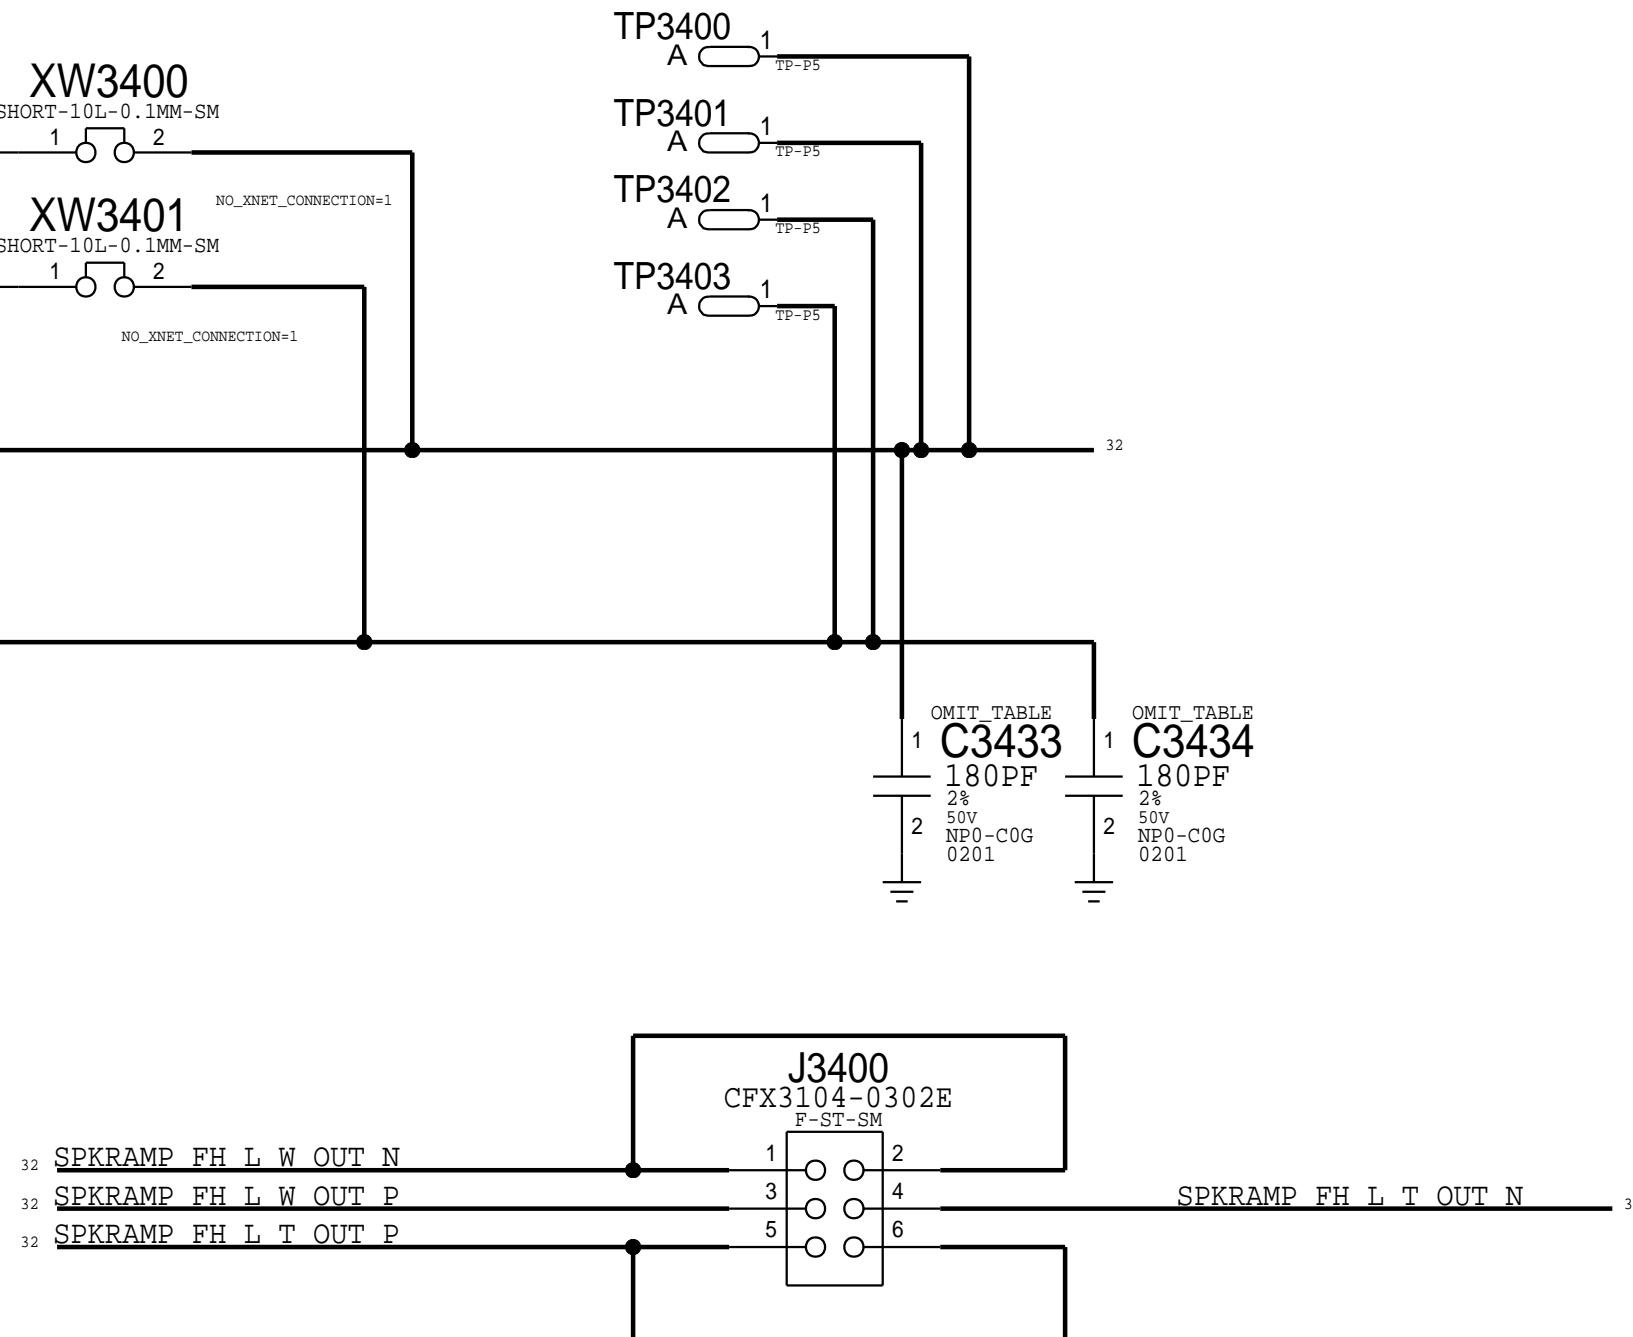 TP3400
A 1
TP-P5
XW3400
SHORT-10L-0.1MM-SM
1 2
TP3401
A 1
TP-P5
NO_XNET_CONNECTION=1
TP3402
A 1
TP-P5
XW3401
SHORT-10L-0.1MM-SM
1 2
TP3403
A 1
TP-P5
NO_XNET_CONNECTION=1
32
OMIT_TABLE
C3433
1
180PF
2%
50V
2
NP0-C0G
0201
OMIT_TABLE
C3434
1
180PF
2%
50V
2
NP0-C0G
0201
J3400
CFX3104-0302E
F-ST-SM
32 SPKRAMP FH L W OUT N 1 2
32 SPKRAMP FH L W OUT P 3 4 SPKRAMP FH L T OUT N 3
32 SPKRAMP FH L T OUT P 5 6